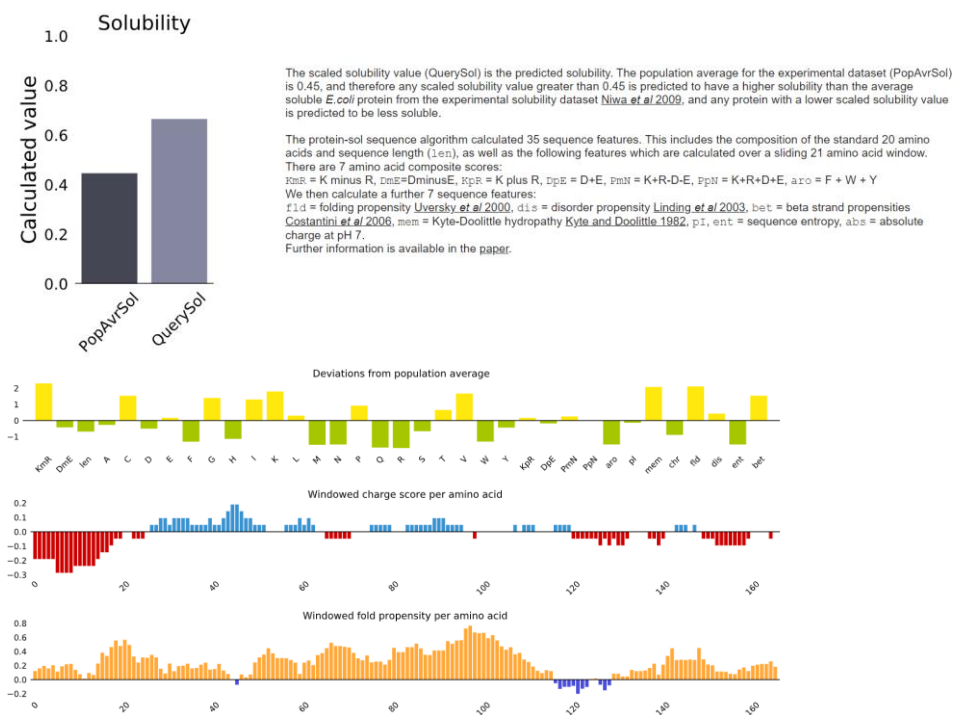 Solubility
1.0
0.8
0.6
0.4
0.2
0.0
Calculated value
PopAvrSol
QuerySol
The scaled solubility value (QuerySol) is the predicted solubility. The population average for the experimental dataset (PopAvrSol)
is 0.45, and therefore any scaled solubility value greater than 0.45 is predicted to have a higher solubility than the average
soluble E.coli protein from the experimental solubility dataset Niwa et al 2009, and any protein with a lower scaled solubility value
is predicted to be less soluble.
The protein-sol sequence algorithm calculated 35 sequence features. This includes the composition of the standard 20 amino
acids and sequence length (len), as well as the following features which are calculated over a sliding 21 amino acid window.
There are 7 amino acid composite scores:
KmR = K minus R, DmE=DminusE, KpR = K plus R, DpE = D+E, PmN = K+R-D-E, PpN = K+R+D+E, aro = F + W + Y
We then calculate a further 7 sequence features:
fld = folding propensity Uversky et al 2000, dis = disorder propensity Linding et al 2003, bet = beta strand propensities
Costantini et al 2006, mem = Kyte-Doolittle hydropathy Kyte and Doolittle 1982, pI, ent = sequence entropy, abs = absolute
charge at pH 7.
Further information is available in the paper.
Deviations from population average
2
1
0
−1
KmR DmE len A C D E F G H I K L M N P Q R S T V W Y KpR DpE PmN PpN aro pI mem chr fld dis ent bet
Windowed charge score per amino acid
0.2
0.1
0.0
−0.1
−0.2
−0.3
0 20 40 60 80 100 120 140 160
Windowed fold propensity per amino acid
0.8
0.6
0.4
0.2
0.0
−0.2
0 20 40 60 80 100 120 140 160